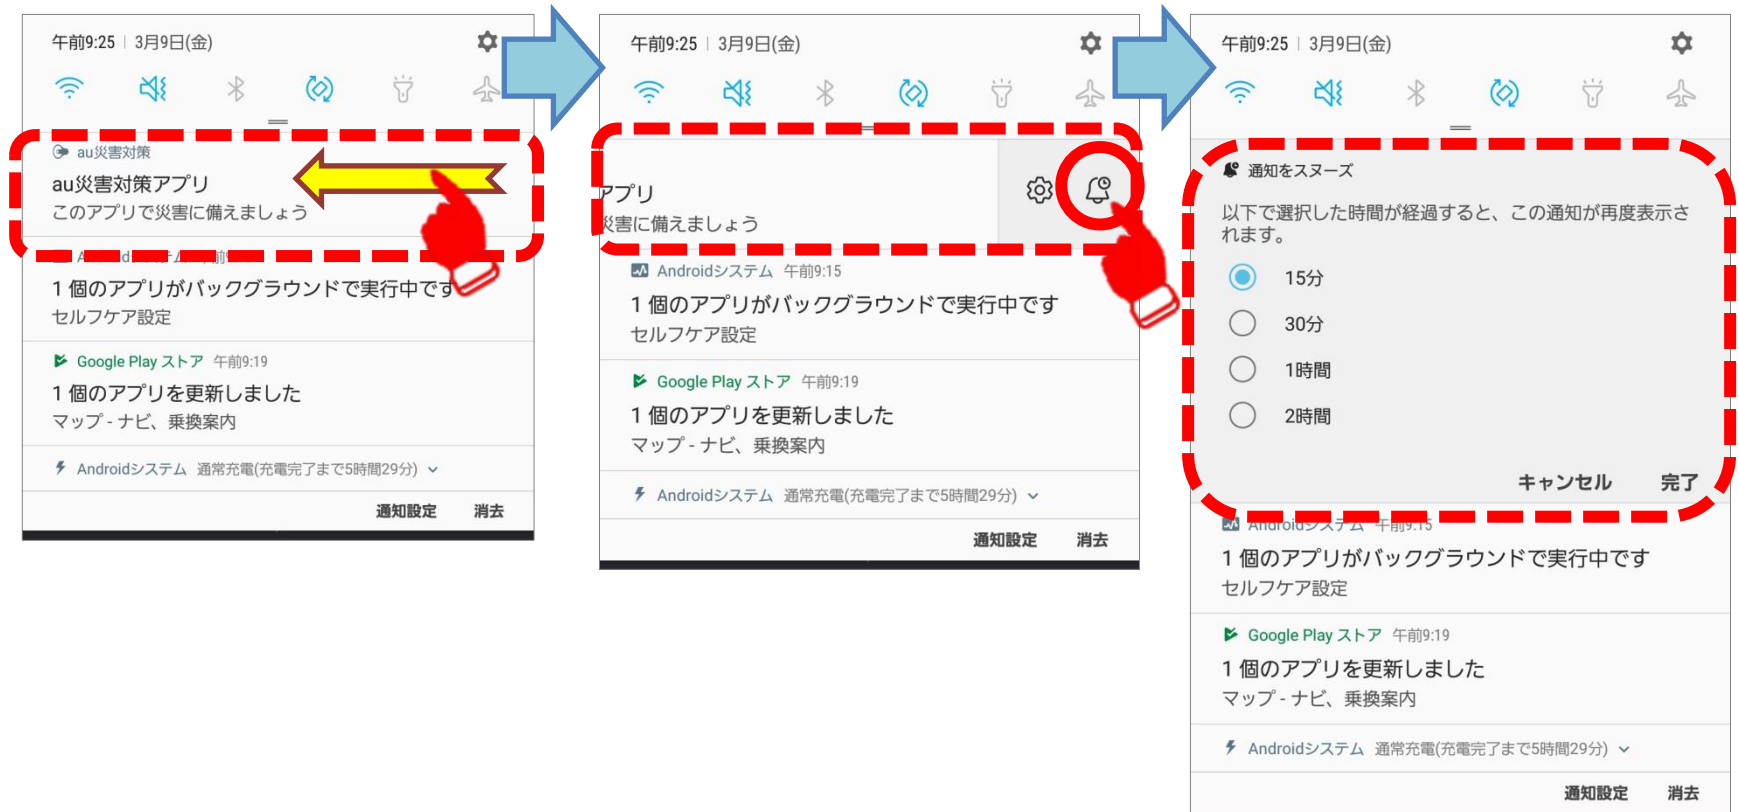 午前9:25 | 3月9日(金)
au災害対策
au災害対策アプリ
このアプリで災害に備えましょう
1 個のアプリがバックグラウンドで実行中です
セルフケア設定
Google Play ストア 午前9:19
1 個のアプリを更新しました
マップ - ナビ、乗換案内
Androidシステム 通常充電(充電完了まで5時間29分)
通知設定 消去
午前9:25 | 3月9日(金)
アプリ
災害に備えましょう
Androidシステム 午前9:15
1 個のアプリがバックグラウンドで実行中です
セルフケア設定
Google Play ストア 午前9:19
1 個のアプリを更新しました
マップ - ナビ、乗換案内
Androidシステム 通常充電(充電完了まで5時間29分)
通知設定 消去
午前9:25 | 3月9日(金)
通知をスヌーズ
以下で選択した時間が経過すると、この通知が再度表示さ
れます。
15分
30分
1時間
2時間
キャンセル 完了
Androidシステム 午前9:15
1 個のアプリがバックグラウンドで実行中です
セルフケア設定
Google Play ストア 午前9:19
1 個のアプリを更新しました
マップ - ナビ、乗換案内
Androidシステム 通常充電(充電完了まで5時間29分)
通知設定 消去